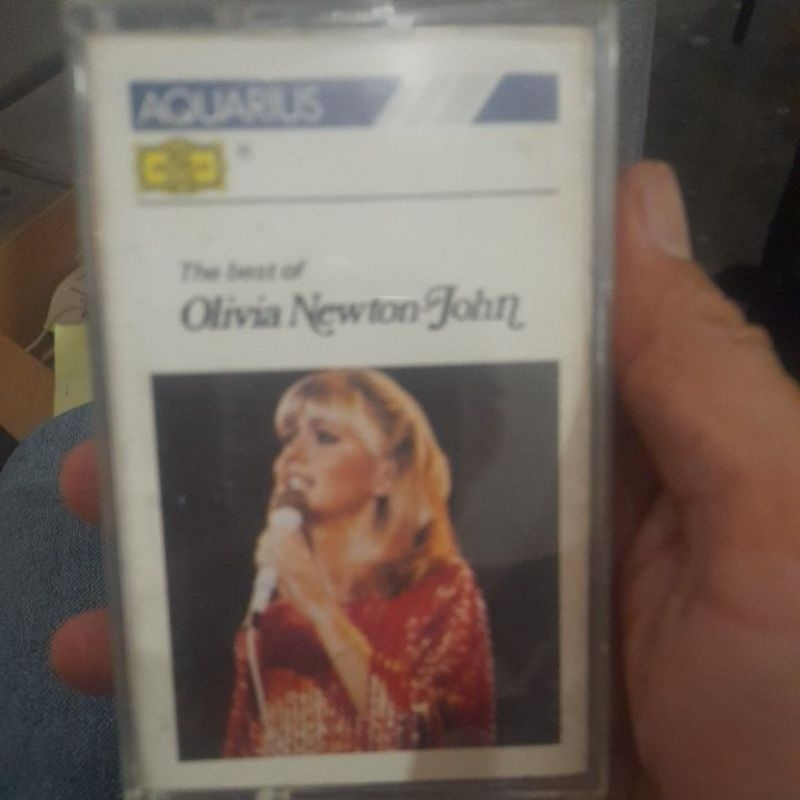 AQUARIUS
The best of
Olivia Newton-John